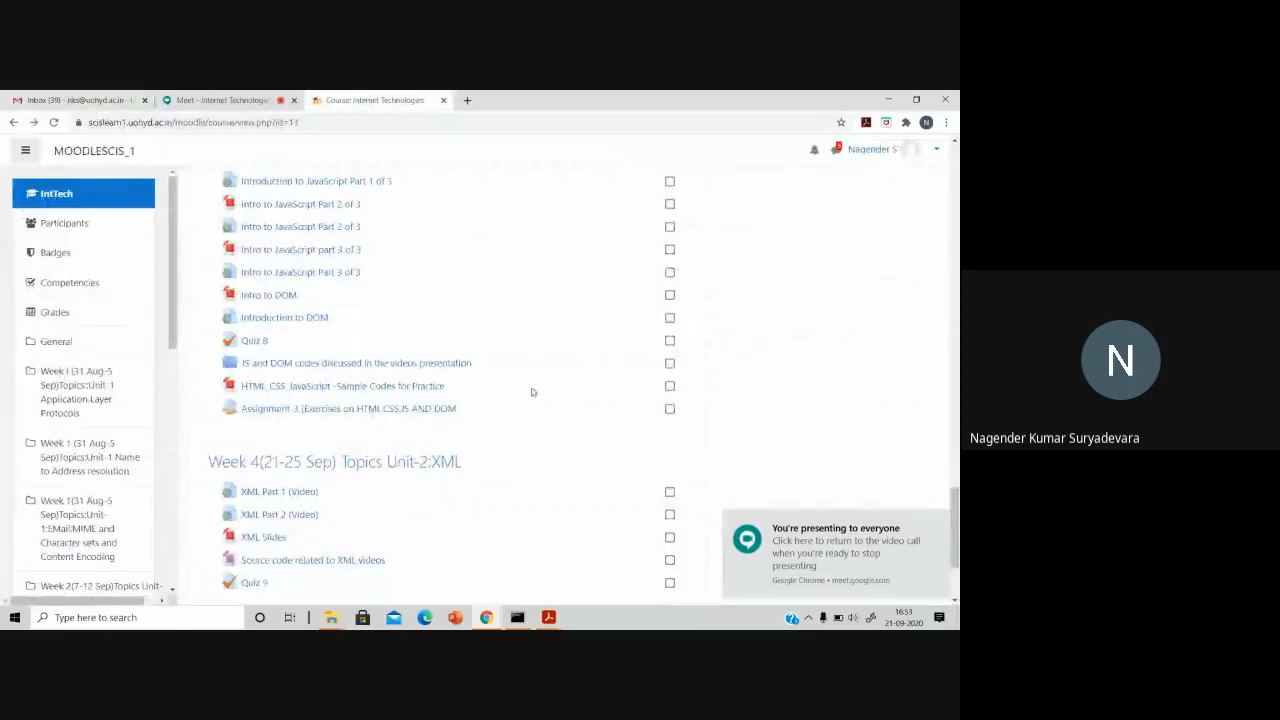 Inbox (39) - nks@uohyd.ac.in - U
Meet - Internet Technologie
Course: Internet Technologies
scislearn1.uohyd.ac.in/moodle/course/view.php?id=13
MOODLESCIS_1
Nagender S
IntTech
Participants
Badges
Competencies
Grades
General
Week I (31 Aug-5
Sep)Topics:Unit-1
Application-Layer
Protocols
Week 1 (31 Aug-5
Sep)Topics:Unit-1 Name
to Address resolution
Week 1(31 Aug-5
Sep)Topics:Unit-
1:EMail:MIME and
Character sets and
Content Encoding
Week 2(7-12 Sep)Topics Unit-
Introduction to JavaScript Part 1 of 3
Intro to JavaScript Part 2 of 3
Intro to JavaScript Part 2 of 3
Intro to JavaScript part 3 of 3
Intro to JavaScript Part 3 of 3
Intro to DOM
Introduction to DOM
Quiz 8
JS and DOM codes discussed in the videos presentation
HTML_CSS_JavaScript -Sample Codes for Practice
Assignment-3 (Exercises on HTML,CSS,JS AND DOM
Week 4(21-25 Sep) Topics Unit-2:XML
XML Part 1 (Video)
XML Part 2 (Video)
XML Slides
Source code related to XML videos
Quiz 9
You're presenting to everyone
Click here to return to the video call
when you're ready to stop
presenting
Google Chrome • meet.google.com
Type here to search
16:53
21-09-2020
N
Nagender Kumar Suryadevara